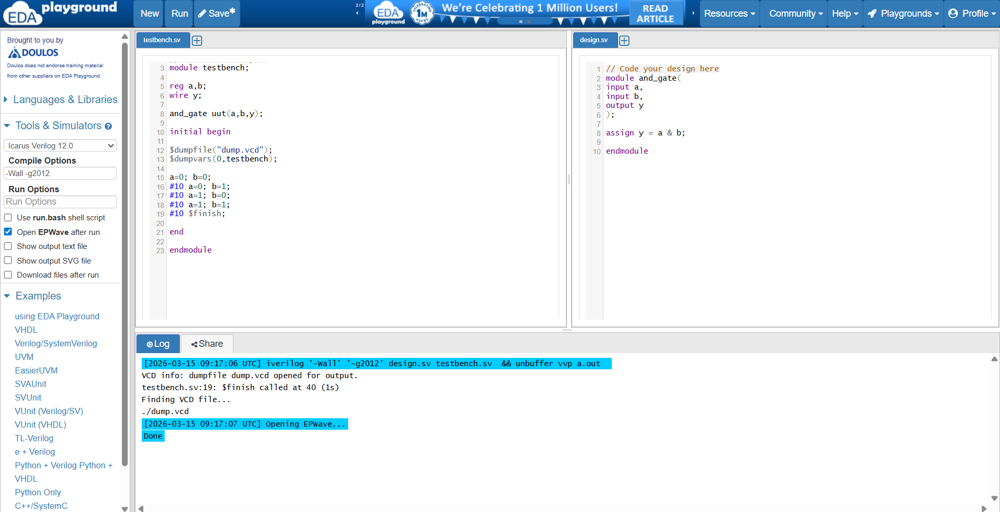 EDA playground
New
Run
Save*
2/2
EDA playground
CELEBRATING 1M USERS
We're Celebrating 1 Million Users!
READ ARTICLE
Resources
Community
Help
Playgrounds
Profile
Brought to you by
DOULOS
Doulos does not endorse training material
from other suppliers on EDA Playground.
Languages & Libraries
Tools & Simulators
Icarus Verilog 12.0
Compile Options
-Wall -g2012
Run Options
Run Options
Use run.bash shell script
Open EPWave after run
Show output text file
Show output SVG file
Download files after run
Examples
using EDA Playground
VHDL
Verilog/SystemVerilog
UVM
EasierUVM
SVAUnit
SVUnit
VUnit (Verilog/SV)
VUnit (VHDL)
TL-Verilog
e + Verilog
Python + Verilog Python +
VHDL
Python Only
C++/SystemC
testbench.sv
3 module testbench;
4
5 reg a,b;
6 wire y;
7
8 and_gate uut(a,b,y);
9
10 initial begin
11
12 $dumpfile("dump.vcd");
13 $dumpvars(0,testbench);
14
15 a=0; b=0;
16 #10 a=0; b=1;
17 #10 a=1; b=0;
18 #10 a=1; b=1;
19 #10 $finish;
20
21 end
22
23 endmodule
design.sv
1 // Code your design here
2 module and_gate(
3 input a,
4 input b,
5 output y
6 );
7
8 assign y = a & b;
9
10 endmodule
Log
Share
[2026-03-15 09:17:06 UTC] iverilog '-Wall' '-g2012' design.sv testbench.sv  && unbuffer vvp a.out
VCD info: dumpfile dump.vcd opened for output.
testbench.sv:19: $finish called at 40 (1s)
Finding VCD file...
./dump.vcd
[2026-03-15 09:17:07 UTC] Opening EPWave...
Done